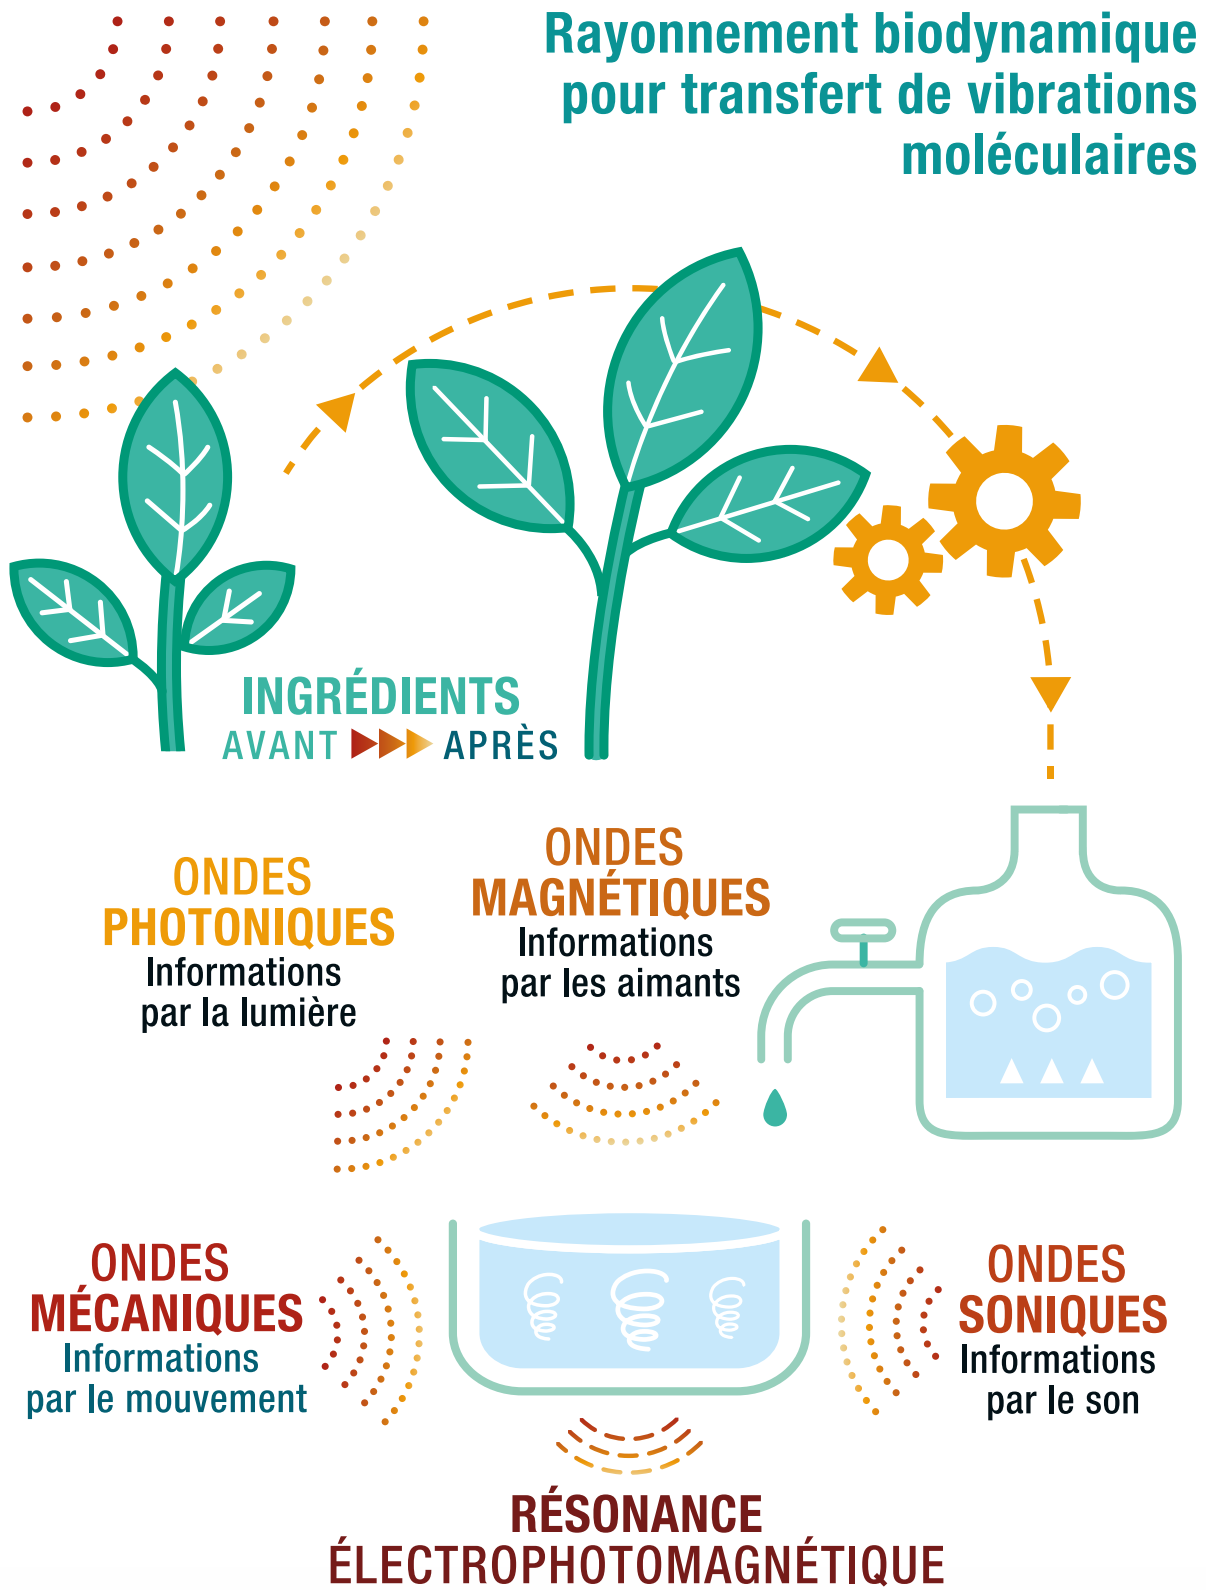 Rayonnement biodynamique
pour transfert de vibrations
moléculaires
INGRÉDIENTS
AVANT APRÈS
ONDES
PHOTONIQUES
Informations
par la lumière
ONDES
MAGNÉTIQUES
Informations
par les aimants
ONDES
MÉCANIQUES
Informations
par le mouvement
ONDES
SONIQUES
Informations
par le son
RÉSONANCE
ÉLECTROPHOTOMAGNÉTIQUE